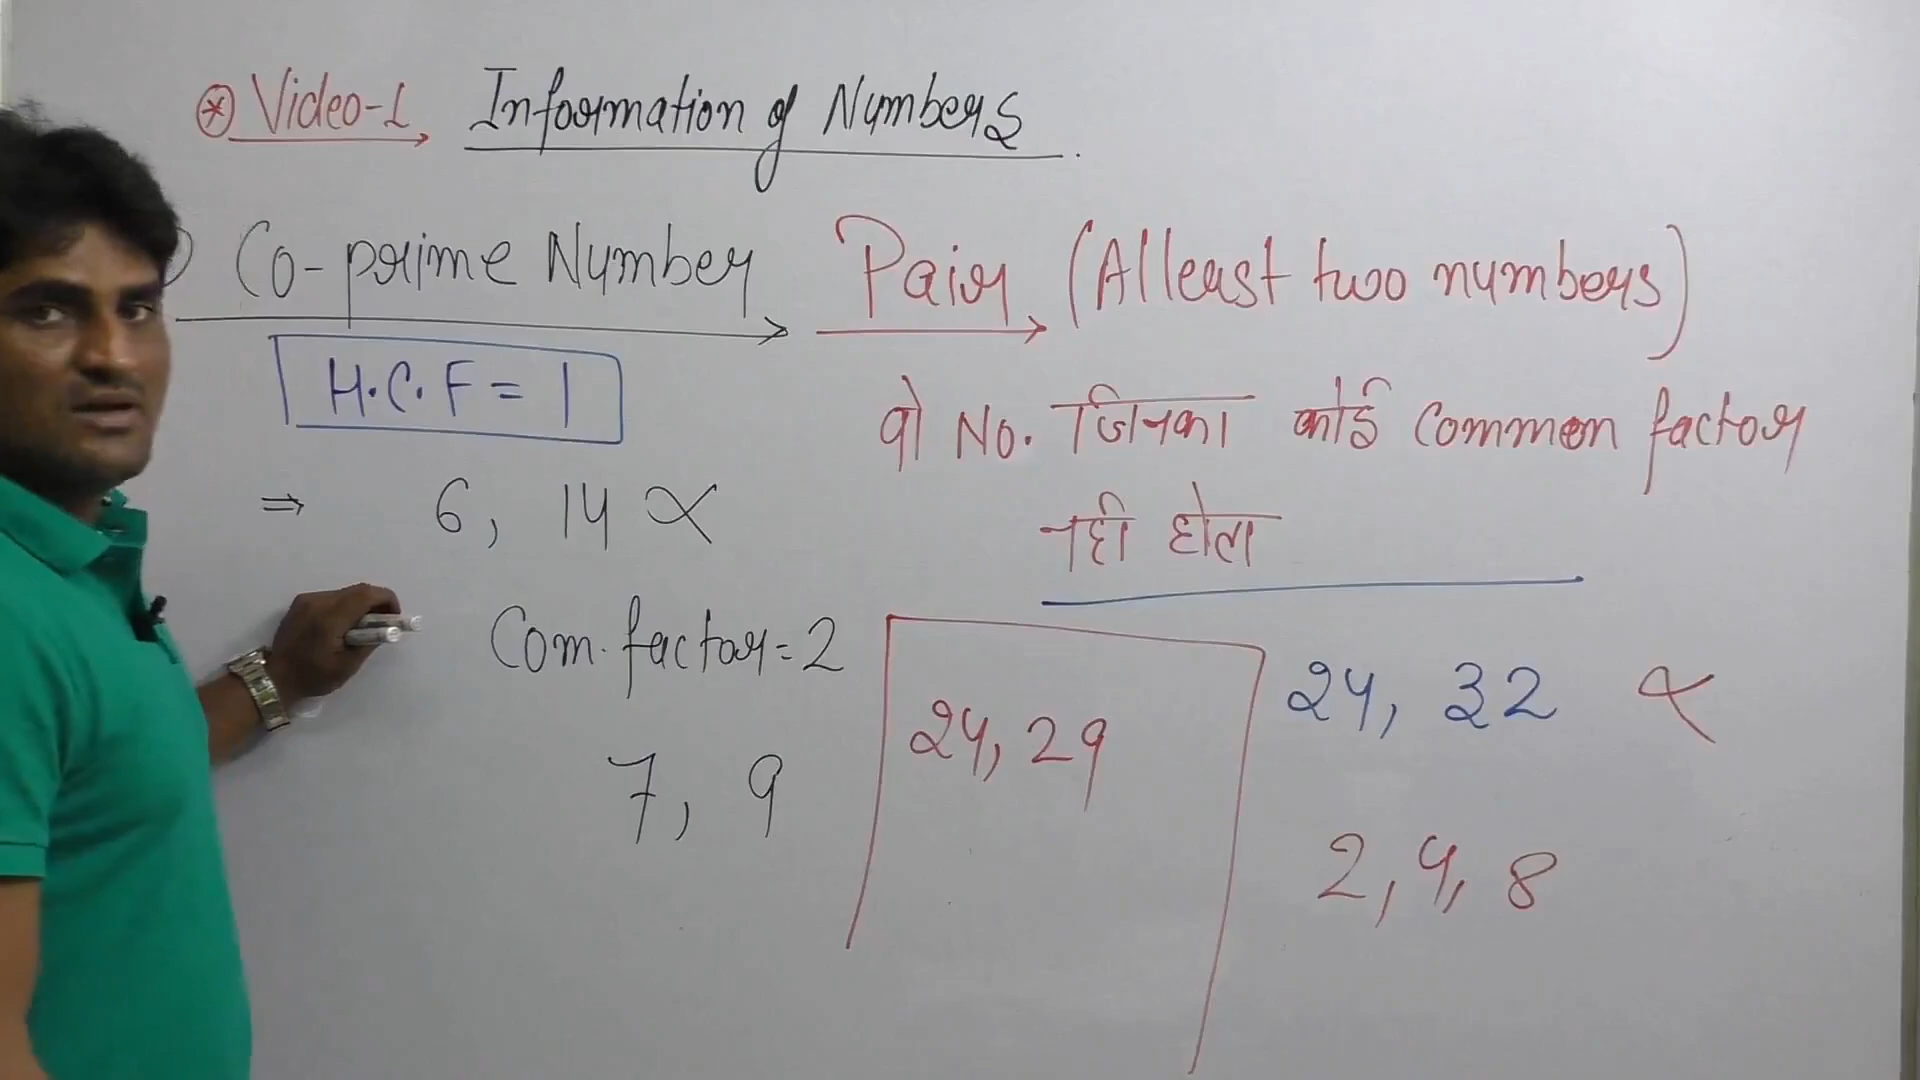 * Video-1 Information of Numbers
Co-prime Number Pair (Atleast two numbers)
H.C.F = 1
वो No. जिनका कोई Common factor
नही होता
⇒ 6, 14 ×
Com. factor = 2
24, 29
24, 32 ×
7, 9
2, 4, 8